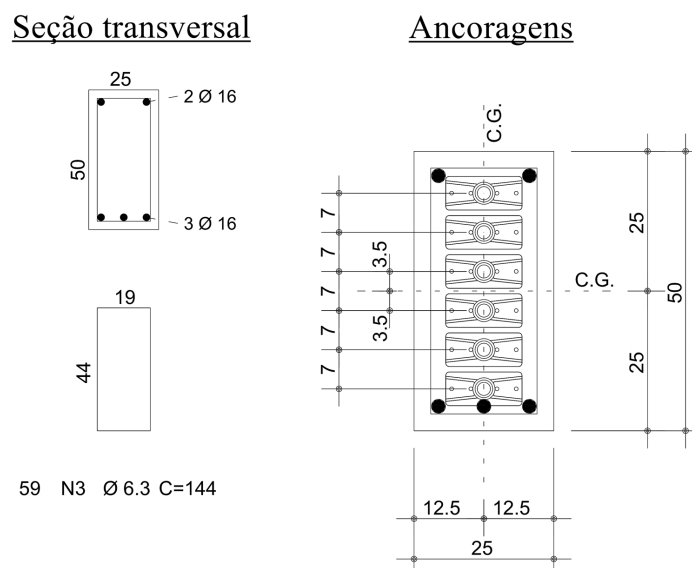 Seção transversal
25
2 Ø 16
50
3 Ø 16
19
44
59 N3 Ø 6.3 C=144
Ancoragens
C.G.
7
7
3.5
7
C.G.
3.5
7
7
25
50
25
12.5 12.5
25